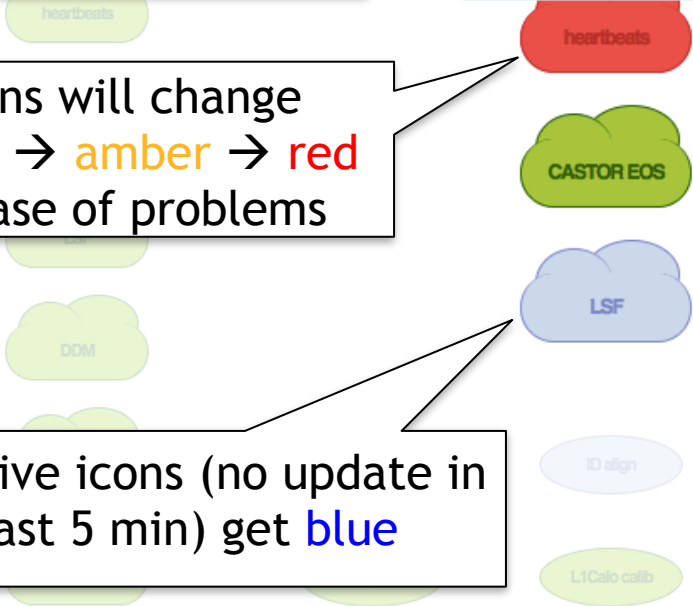 heartbeats
heartbeats
ns will change
→ amber → red
ase of problems
CASTOR EOS
LSF
LSF
DDM
ive icons (no update in
ast 5 min) get blue
ID align
L1Calo calib